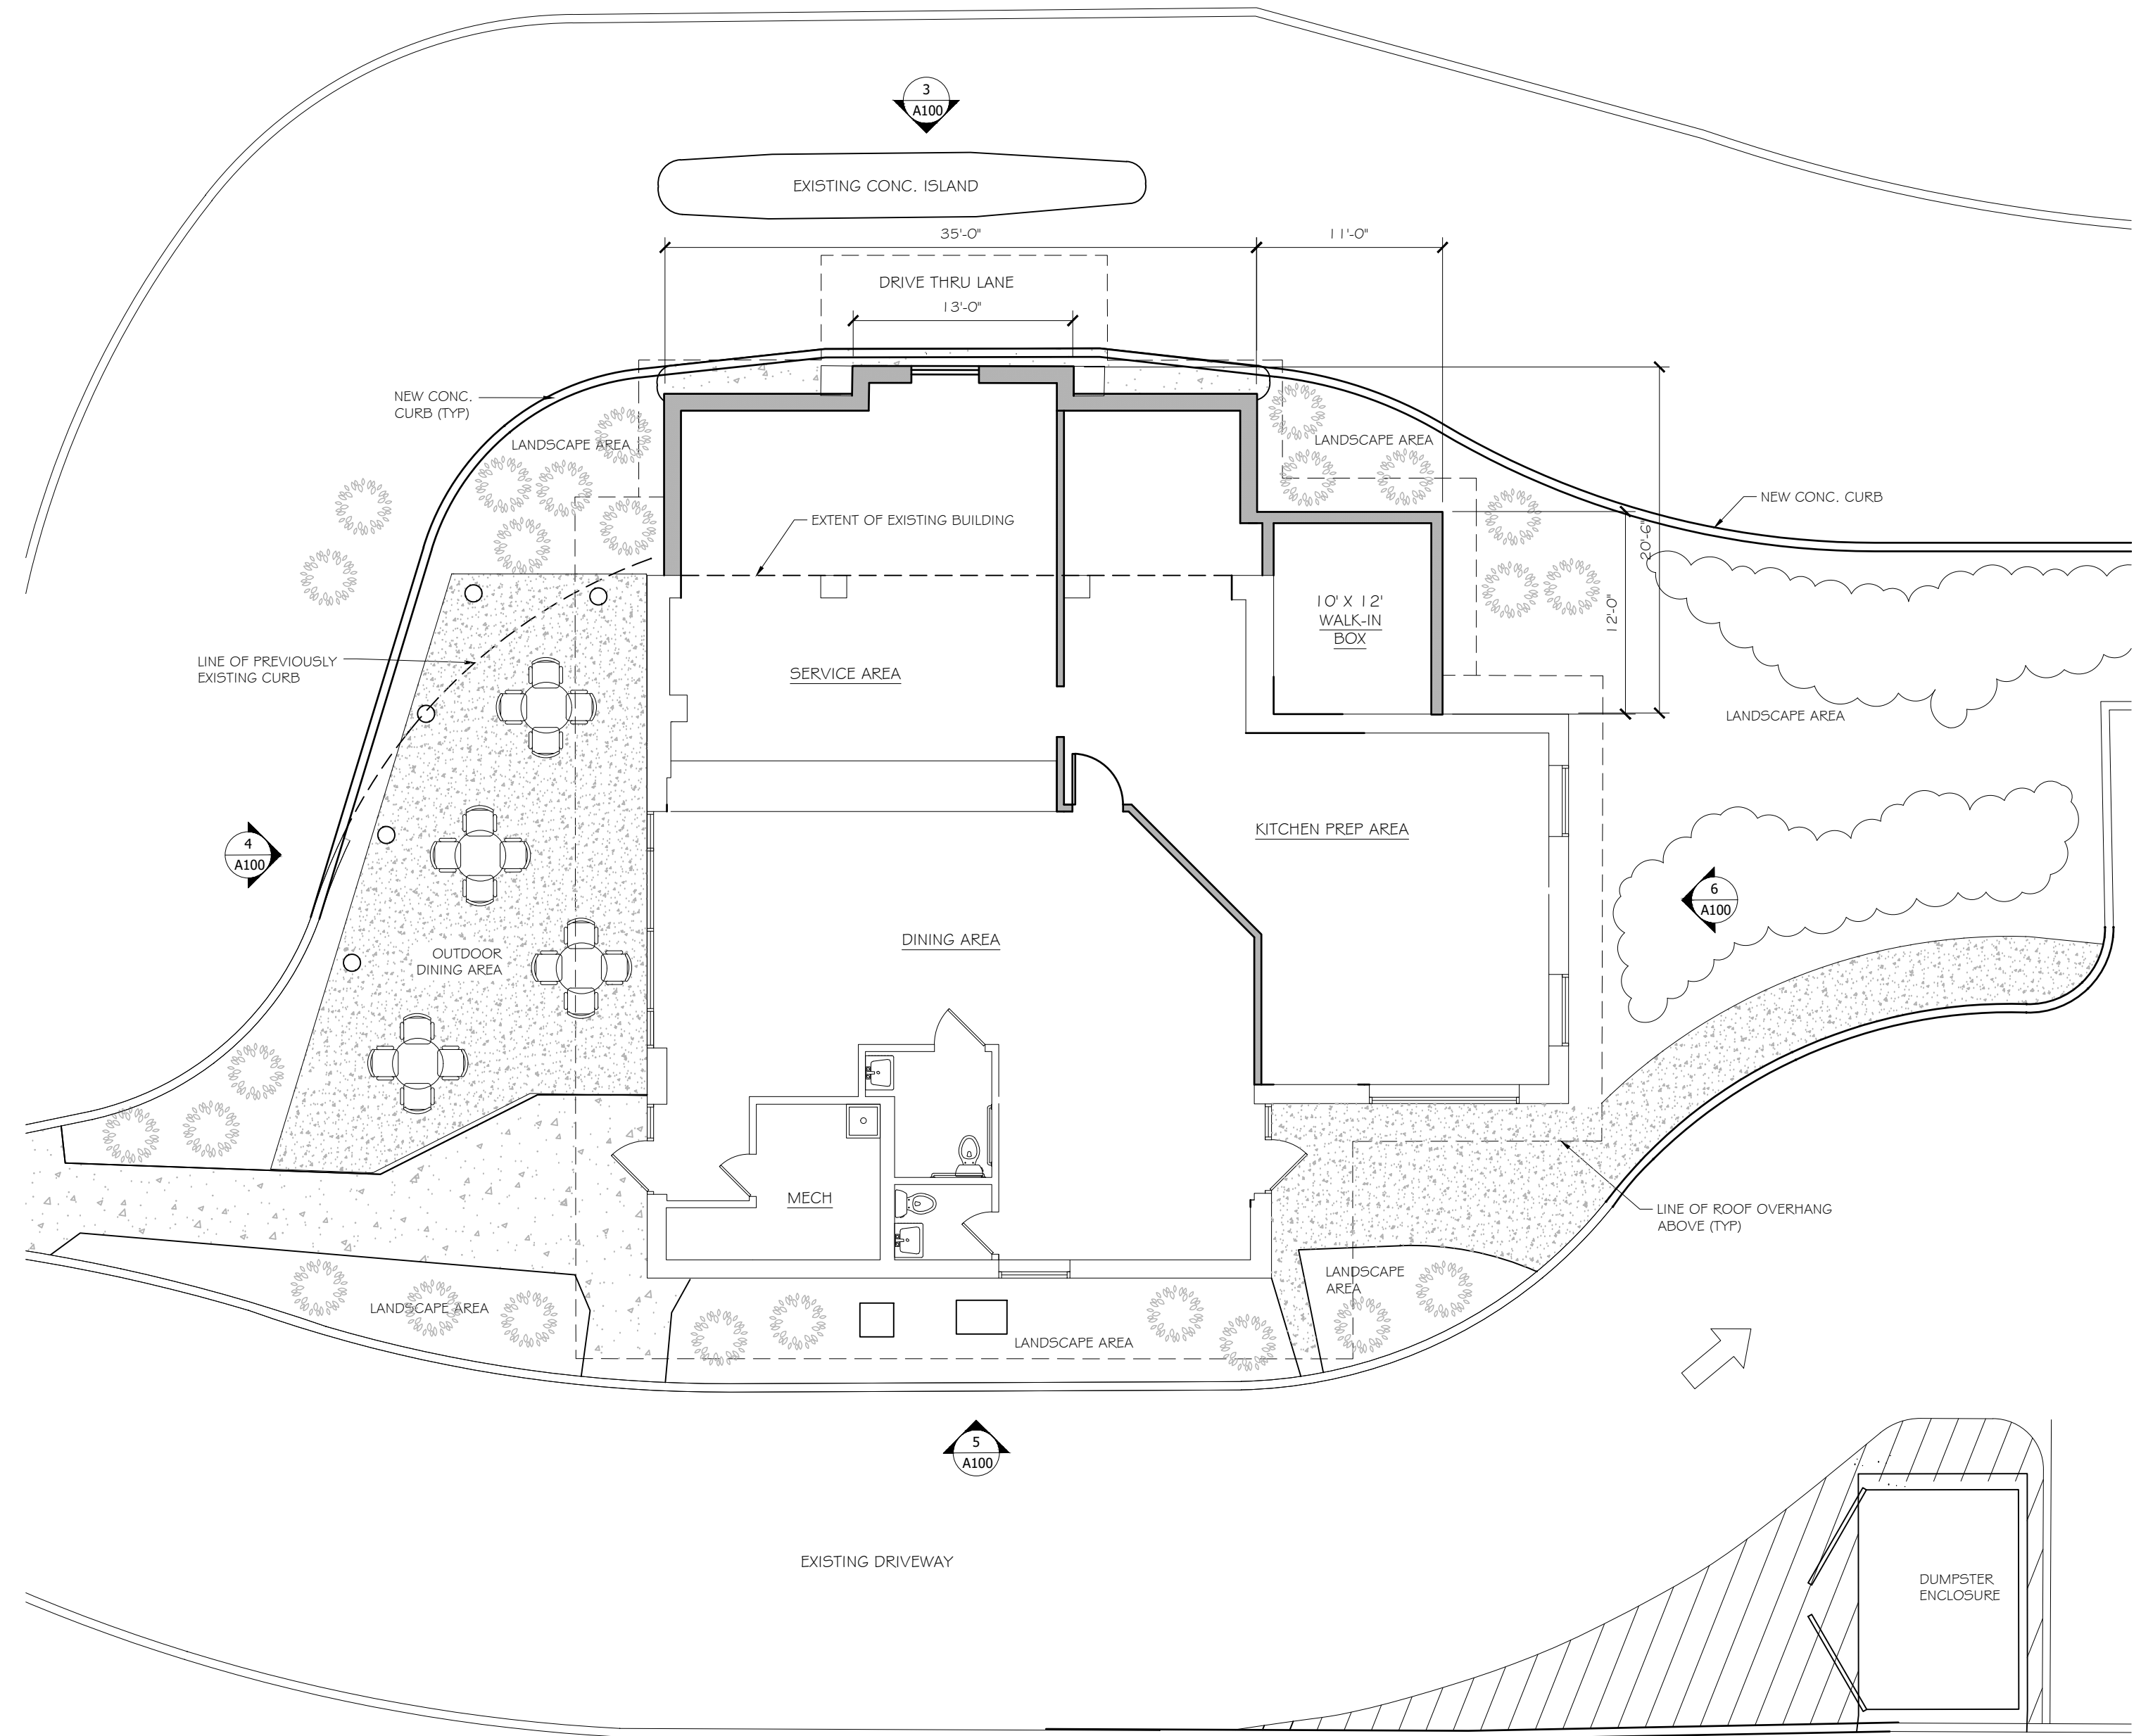 3
A100
EXISTING CONC. ISLAND
35'-0"
11'-0"
DRIVE THRU LANE
13'-0"
NEW CONC.
CURB (TYP)
LANDSCAPE AREA
LANDSCAPE AREA
NEW CONC. CURB
EXTENT OF EXISTING BUILDING
20'-6"
12'-0"
10' X 12'
WALK-IN
BOX
LINE OF PREVIOUSLY
EXISTING CURB
SERVICE AREA
LANDSCAPE AREA
KITCHEN PREP AREA
4
A100
6
A100
DINING AREA
OUTDOOR
DINING AREA
MECH
LINE OF ROOF OVERHANG
ABOVE (TYP)
LANDSCAPE
AREA
LANDSCAPE AREA
LANDSCAPE AREA
5
A100
EXISTING DRIVEWAY
DUMPSTER
ENCLOSURE